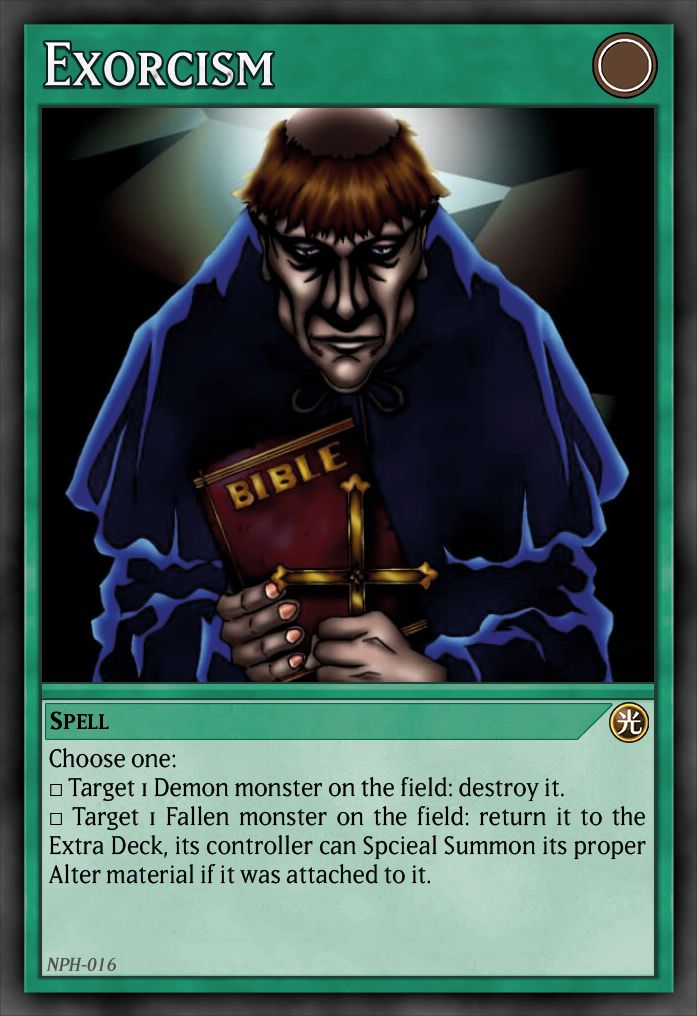 Exorcism
BIBLE
Spell
光
Choose one:
□ Target 1 Demon monster on the field: destroy it.
□ Target 1 Fallen monster on the field: return it to the
Extra Deck, its controller can Spcieal Summon its proper
Alter material if it was attached to it.
NPH-016